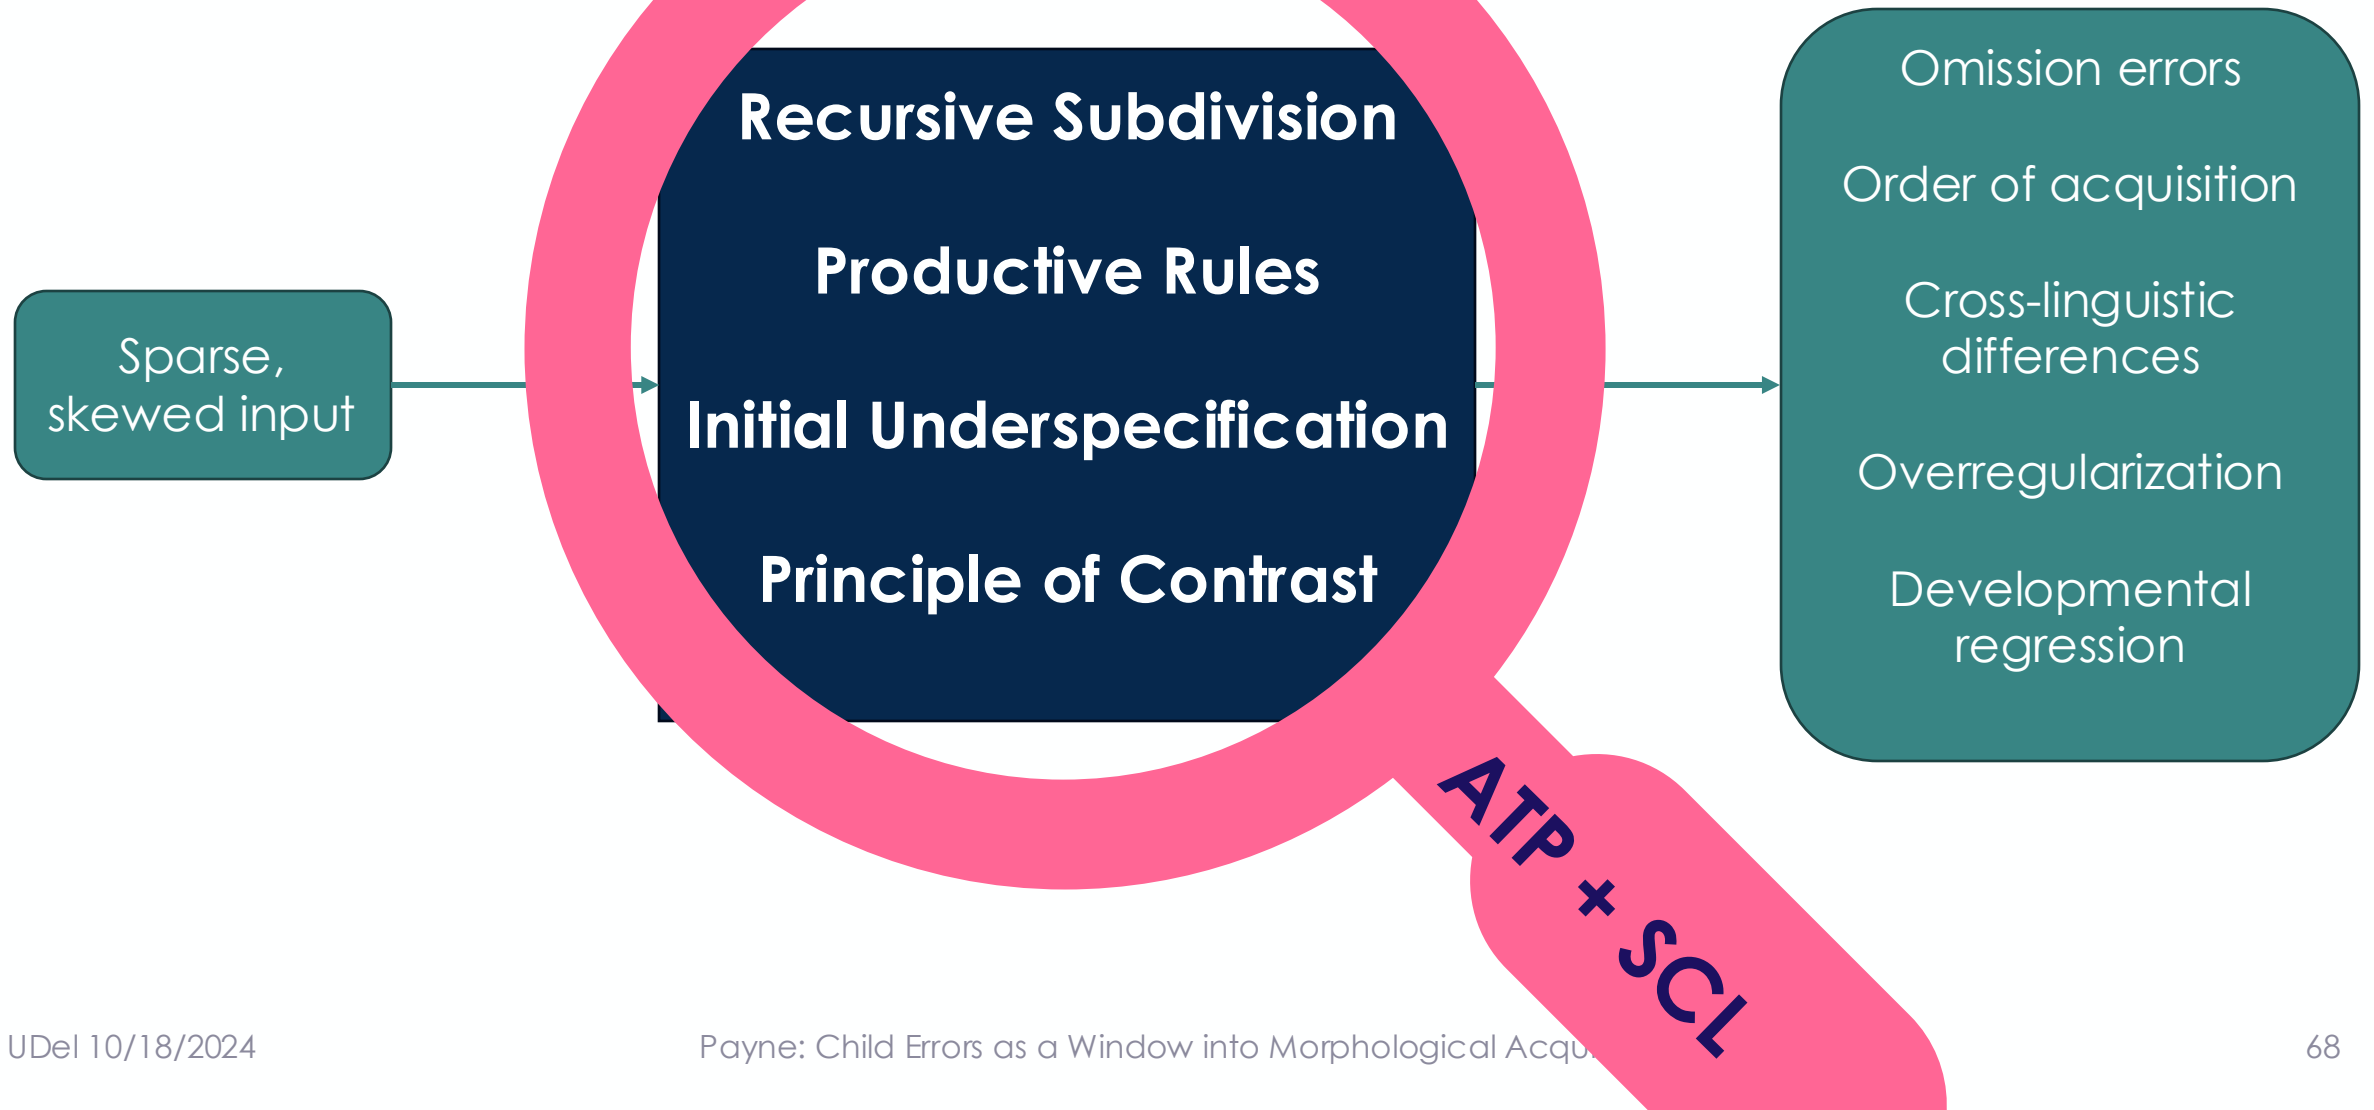 Sparse,
skewed input
Recursive Subdivision
Productive Rules
Initial Underspecification
Principle of Contrast
Omission errors
Order of acquisition
Cross-linguistic
differences
Overregularization
Developmental
regression
ATP + SCL
UDel 10/18/2024
Payne: Child Errors as a Window into Morphological
68